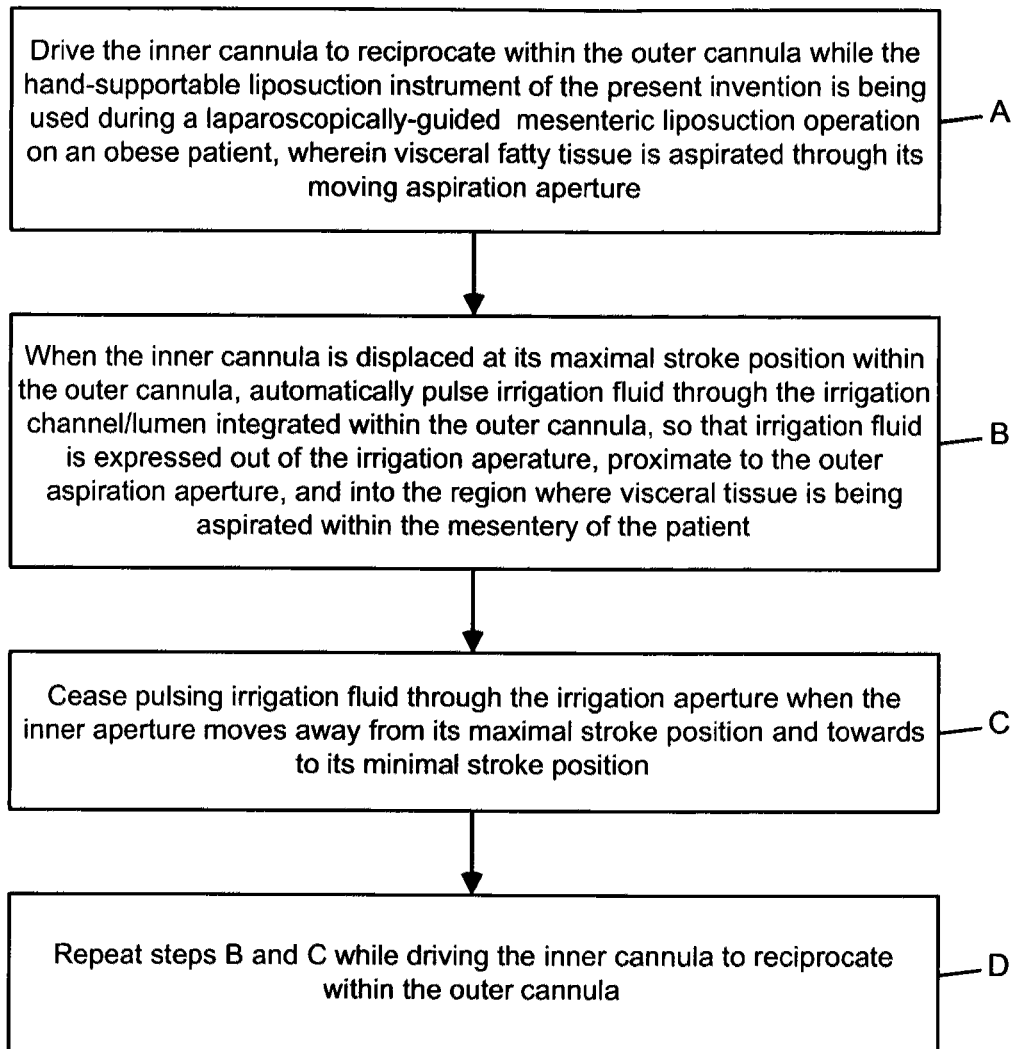 Drive the inner cannula to reciprocate within the outer cannula while the
hand-supportable liposuction instrument of the present invention is being
used during a laparoscopically-guided mesenteric liposuction operation
on an obese patient, wherein visceral fatty tissue is aspirated through its
moving aspiration aperture
A
When the inner cannula is displaced at its maximal stroke position within
the outer cannula, automatically pulse irrigation fluid through the irrigation
channel/lumen integrated within the outer cannula, so that irrigation fluid
is expressed out of the irrigation aperature, proximate to the outer
aspiration aperture, and into the region where visceral tissue is being
aspirated within the mesentery of the patient
B
Cease pulsing irrigation fluid through the irrigation aperture when the
inner aperture moves away from its maximal stroke position and towards
to its minimal stroke position
C
Repeat steps B and C while driving the inner cannula to reciprocate
within the outer cannula
D